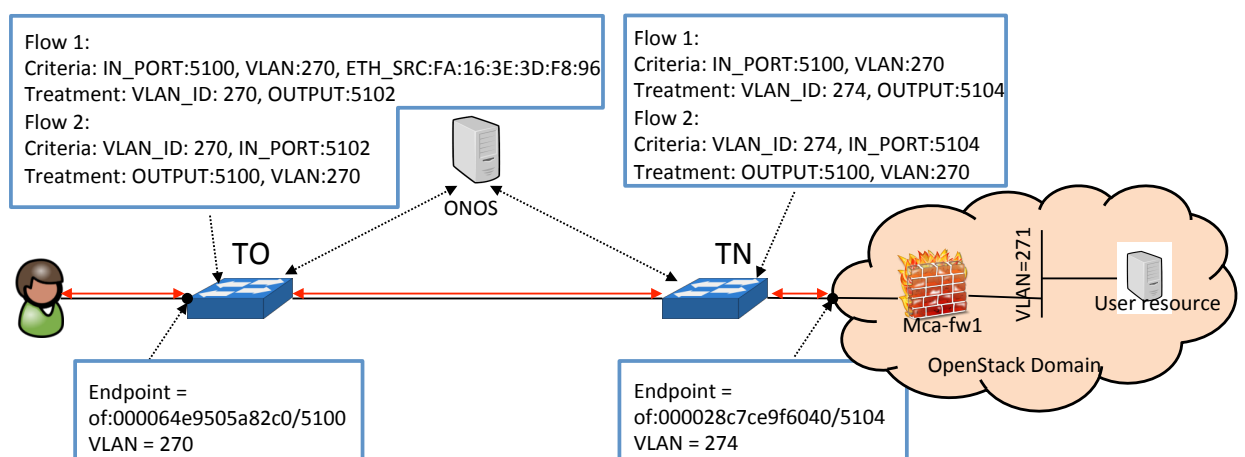 Flow 1:
Criteria: IN_PORT:5100, VLAN:270, ETH_SRC:FA:16:3E:3D:F8:96
Treatment: VLAN_ID: 270, OUTPUT:5102
Flow 2:
Criteria: VLAN_ID: 270, IN_PORT:5102
Treatment: OUTPUT:5100, VLAN:270
Flow 1:
Criteria: IN_PORT:5100, VLAN:270
Treatment: VLAN_ID: 274, OUTPUT:5104
Flow 2:
Criteria: VLAN_ID: 274, IN_PORT:5104
Treatment: OUTPUT:5100, VLAN:270
ONOS
TO
TN
VLAN=271
Mca-fw1
User resource
OpenStack Domain
Endpoint =
of:000064e9505a82c0/5100
VLAN = 270
Endpoint =
of:000028c7ce9f6040/5104
VLAN = 274